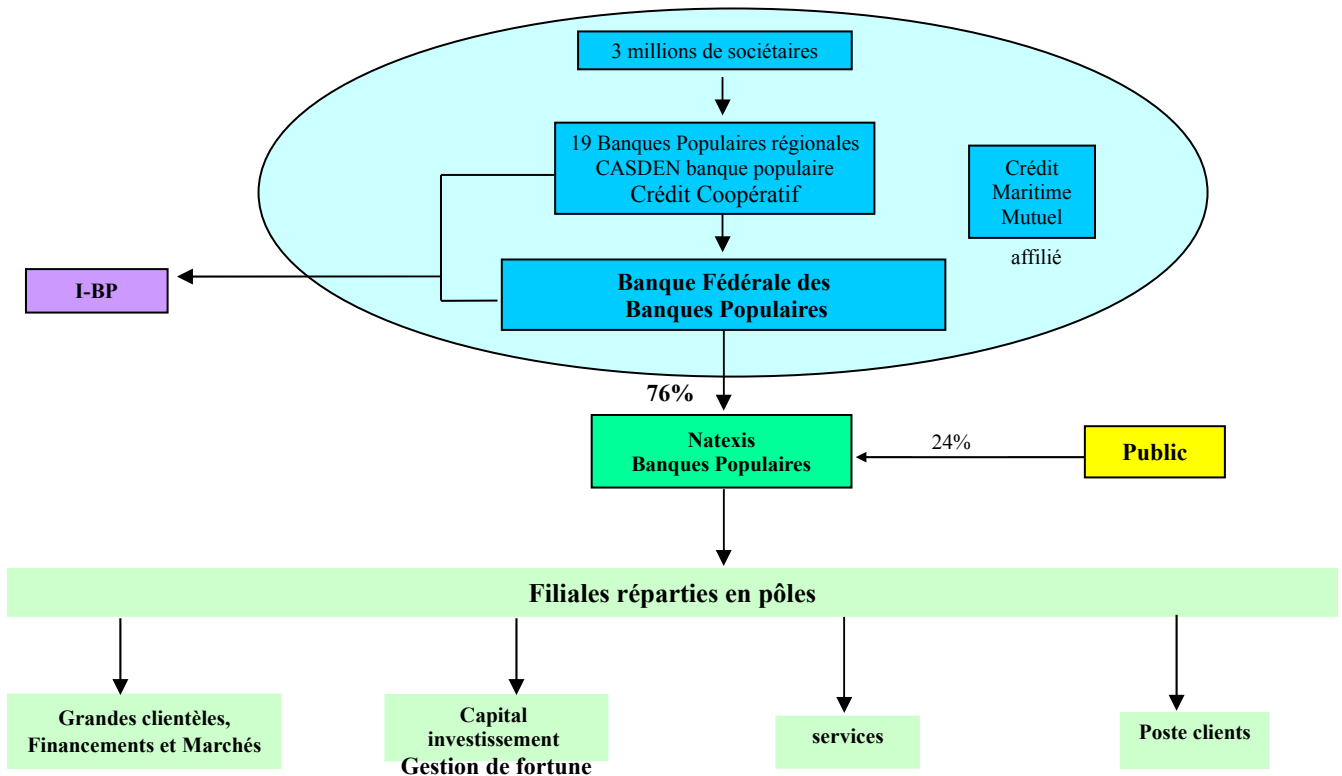 3 millions de sociétaires
19 Banques Populaires régionales
CASDEN banque populaire
Crédit Coopératif
Crédit
Maritime
Mutuel
affilié
I-BP
Banque Fédérale des
Banques Populaires
76%
Natexis
Banques Populaires
24%
Public
Filiales réparties en pôles
Grandes clientèles,
Financements et Marchés
Capital
investissement
Gestion de fortune
services
Poste clients